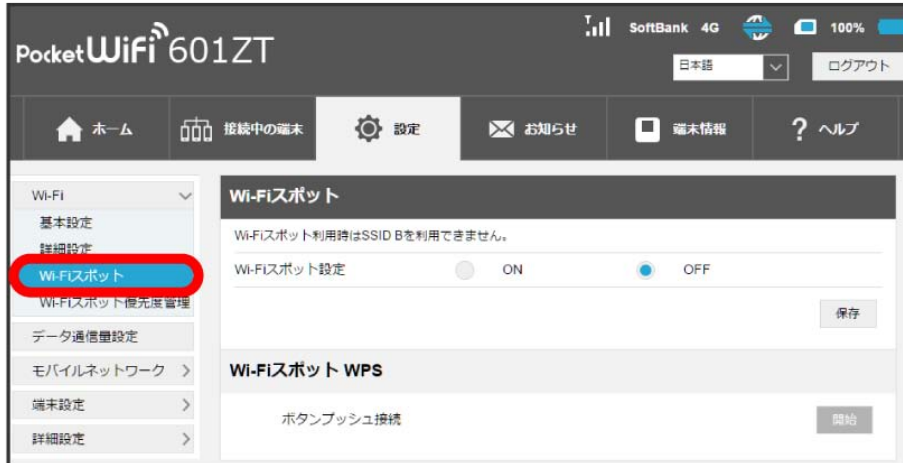 SoftBank 4G 100%
PocketWiFi 601ZT
日本語 ログアウト
ホーム 接続中の端末 設定 お知らせ 端末情報 ? ヘルプ
Wi-Fi
基本設定
詳細設定
Wi-Fiスポット
Wi-Fiスポット優先度管理
データ通信量設定
モバイルネットワーク
端末設定
詳細設定
Wi-Fiスポット
Wi-Fiスポット利用時はSSID Bを利用できません。
Wi-Fiスポット設定 ON OFF
保存
Wi-Fiスポット WPS
ボタンプッシュ接続 開始